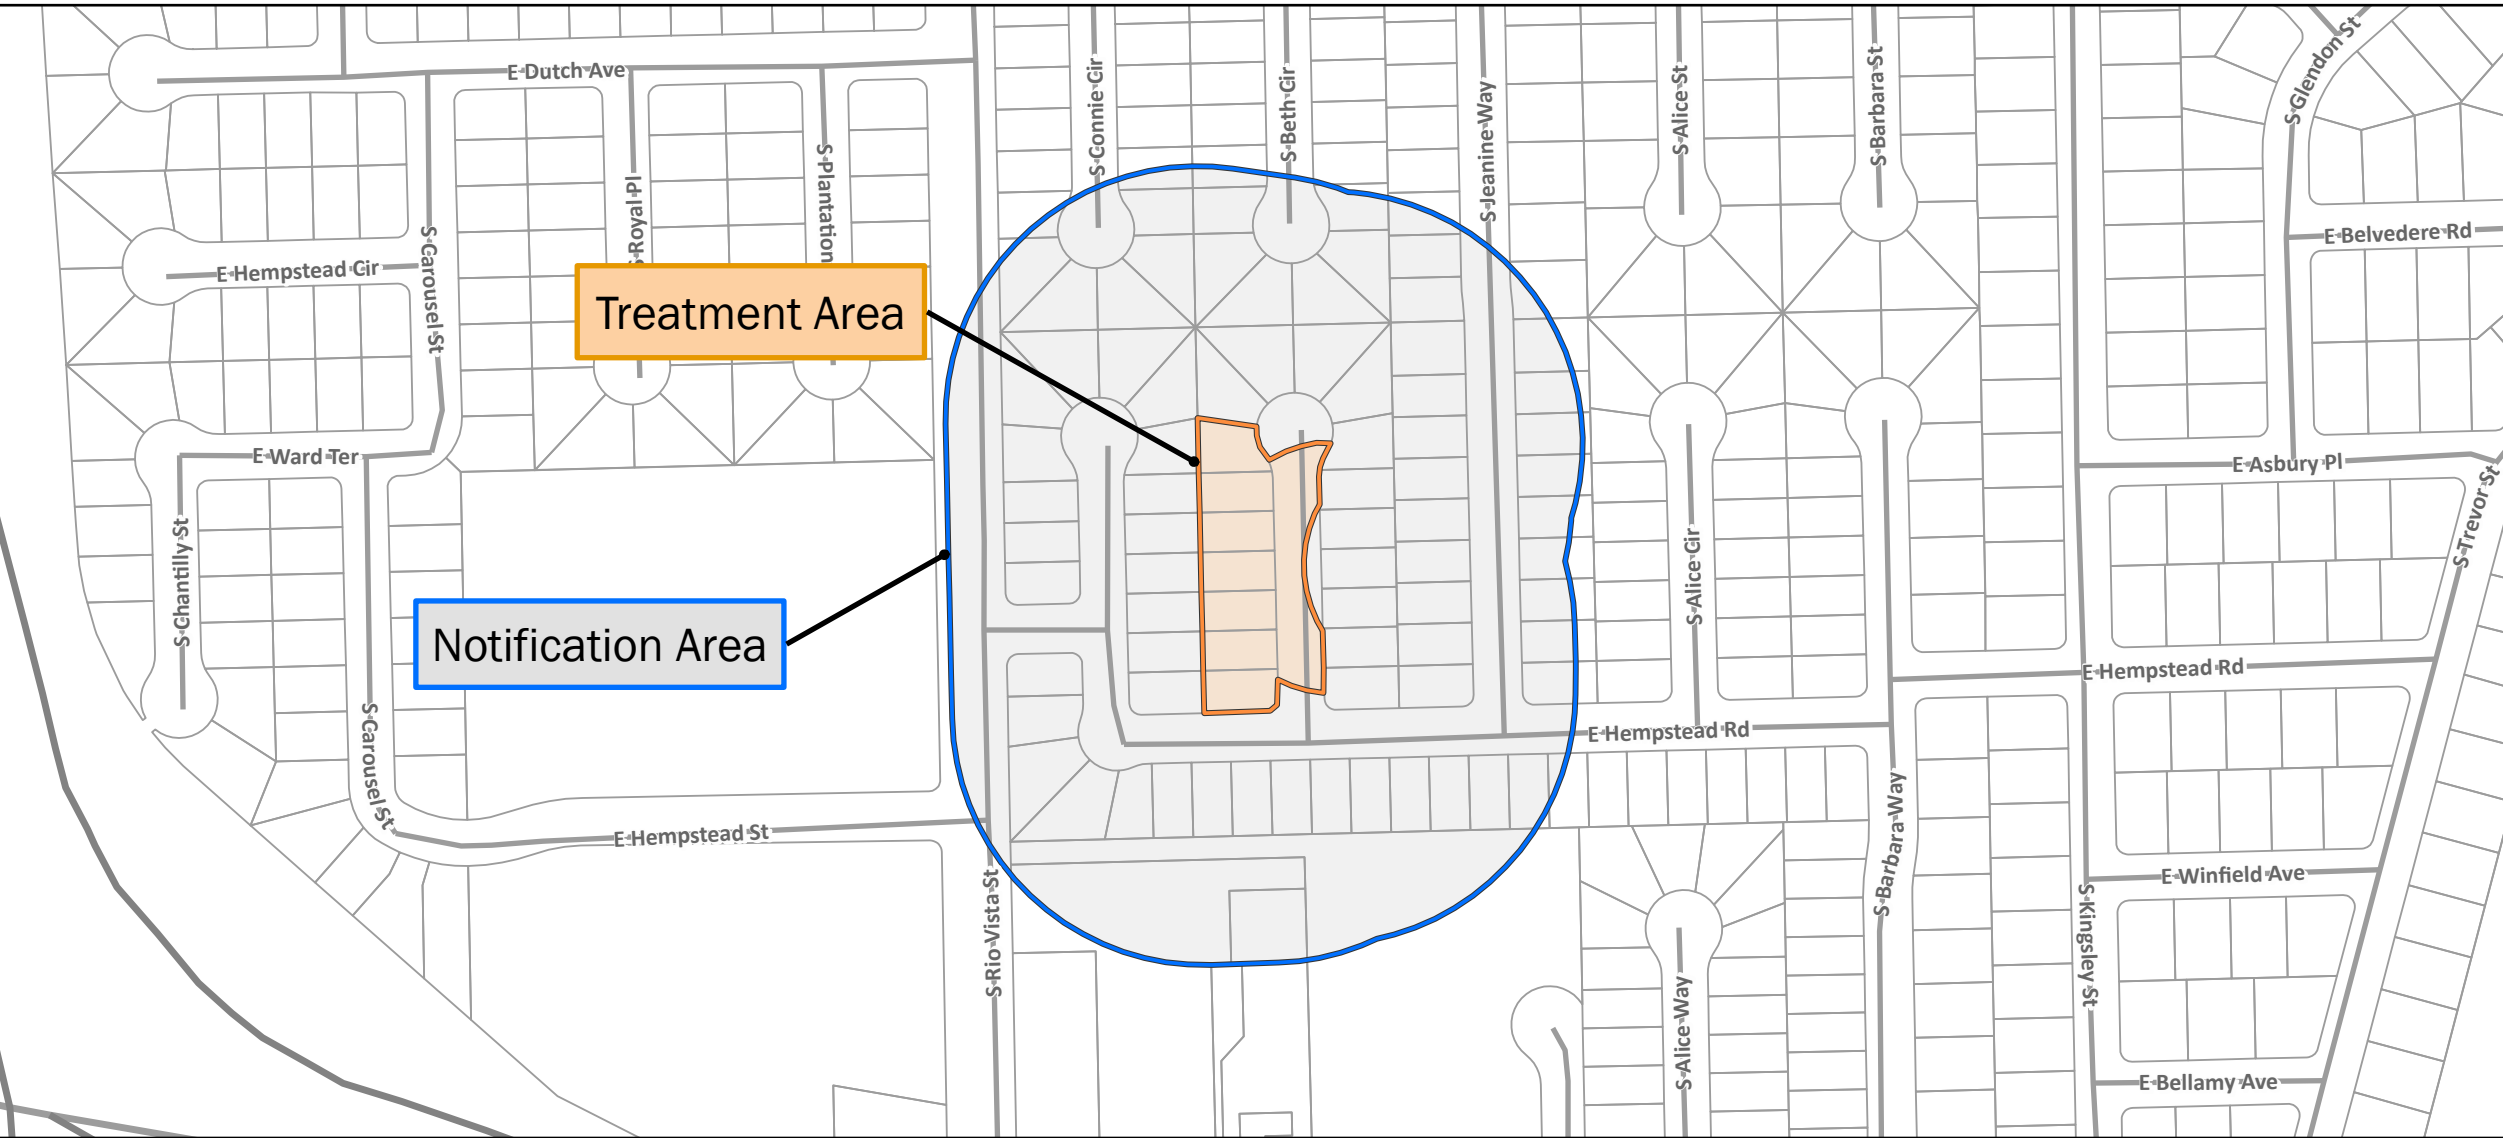 S Glendon St
E Dutch Ave
S Connie Cir
S Beth Cir
S Jeanine Way
S Alice St
S Barbara St
S Plantation
S Royal Pl
E Belvedere Rd
S Carousel St
E Hempstead Cir
Treatment Area
E Ward Ter
E Asbury Pl
S Trevor St
S Chantilly St
S Alice Cir
Notification Area
E Hempstead Rd
E Hempstead Rd
S Carousel St
E Hempstead St
S Barbara Way
E Winfield Ave
S Rio Vista St
S Kingsley St
S Alice Way
E Bellamy Ave